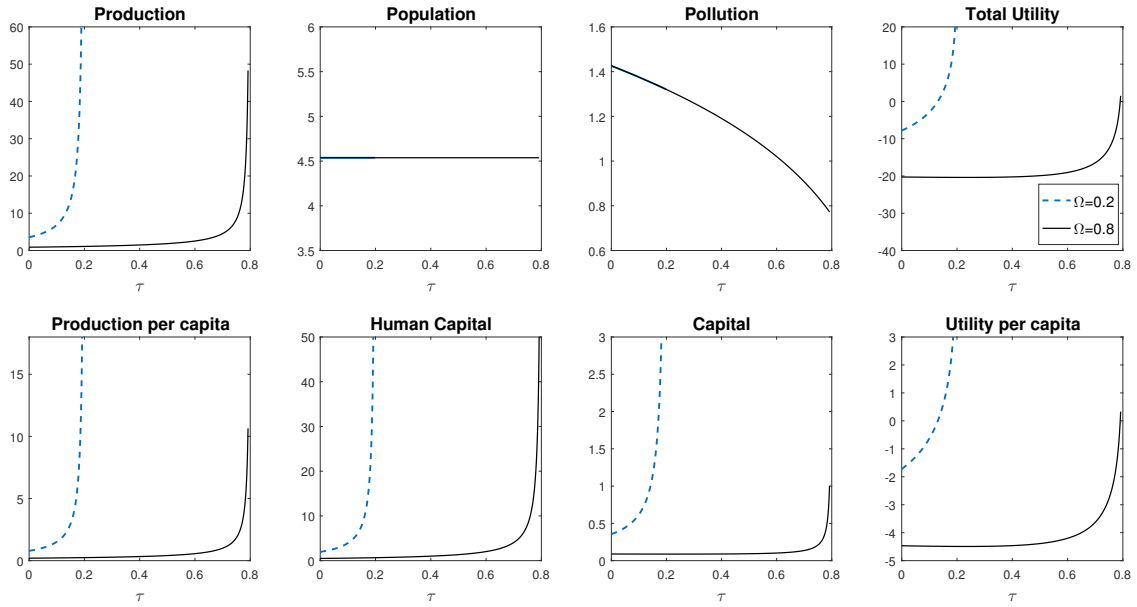 Production
60
50
40
30
20
10
0
0 0.2 0.4 0.6 0.8
τ
Population
6
5.5
5
4.5
4
3.5
0 0.2 0.4 0.6 0.8
τ
Pollution
1.6
1.4
1.2
1
0.8
0.6
0 0.2 0.4 0.6 0.8
τ
Total Utility
20
10
0
-10
-20
-30
-40
0 0.2 0.4 0.6 0.8
τ
Ω=0.2
Ω=0.8
Production per capita
15
10
5
0
0 0.2 0.4 0.6 0.8
τ
Human Capital
50
40
30
20
10
0
0 0.2 0.4 0.6 0.8
τ
Capital
3
2.5
2
1.5
1
0.5
0
0 0.2 0.4 0.6 0.8
τ
Utility per capita
3
2
1
0
-1
-2
-3
-4
-5
0 0.2 0.4 0.6 0.8
τ